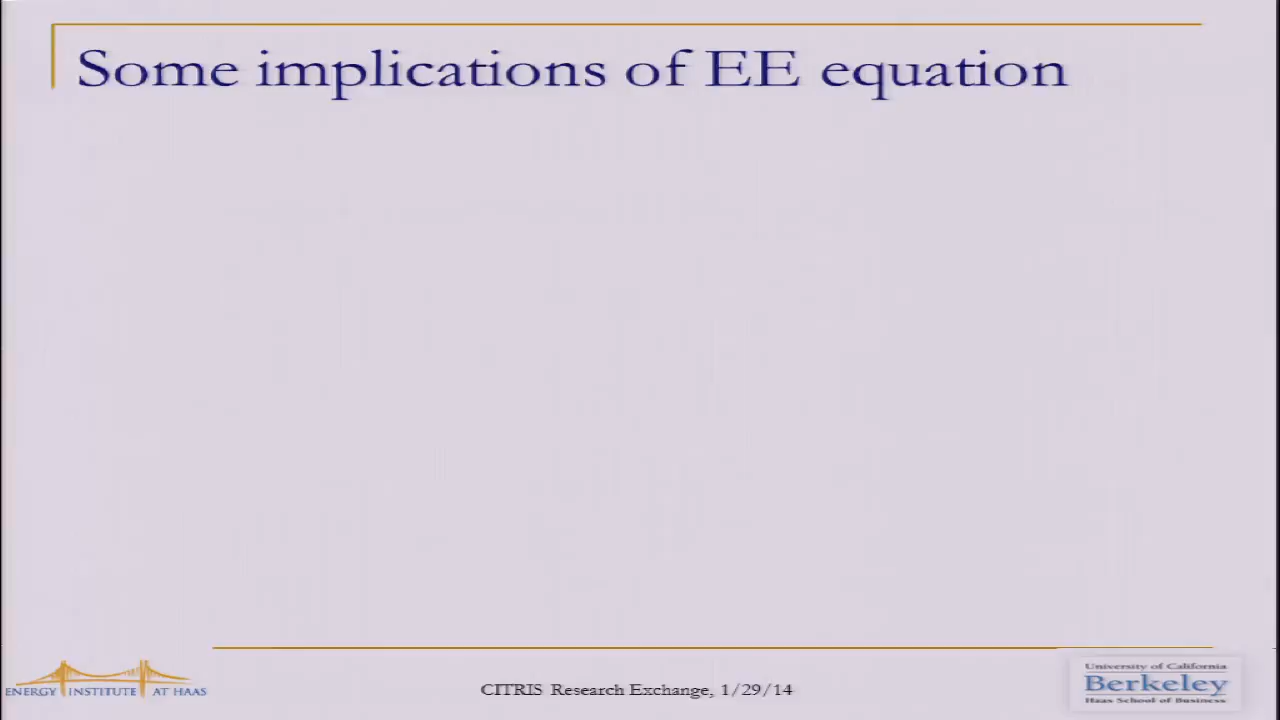 Some implications of EE equation
ENERGY INSTITUTE AT HAAS
CITRIS Research Exchange, 1/29/14
University of California
Berkeley
Haas School of Business